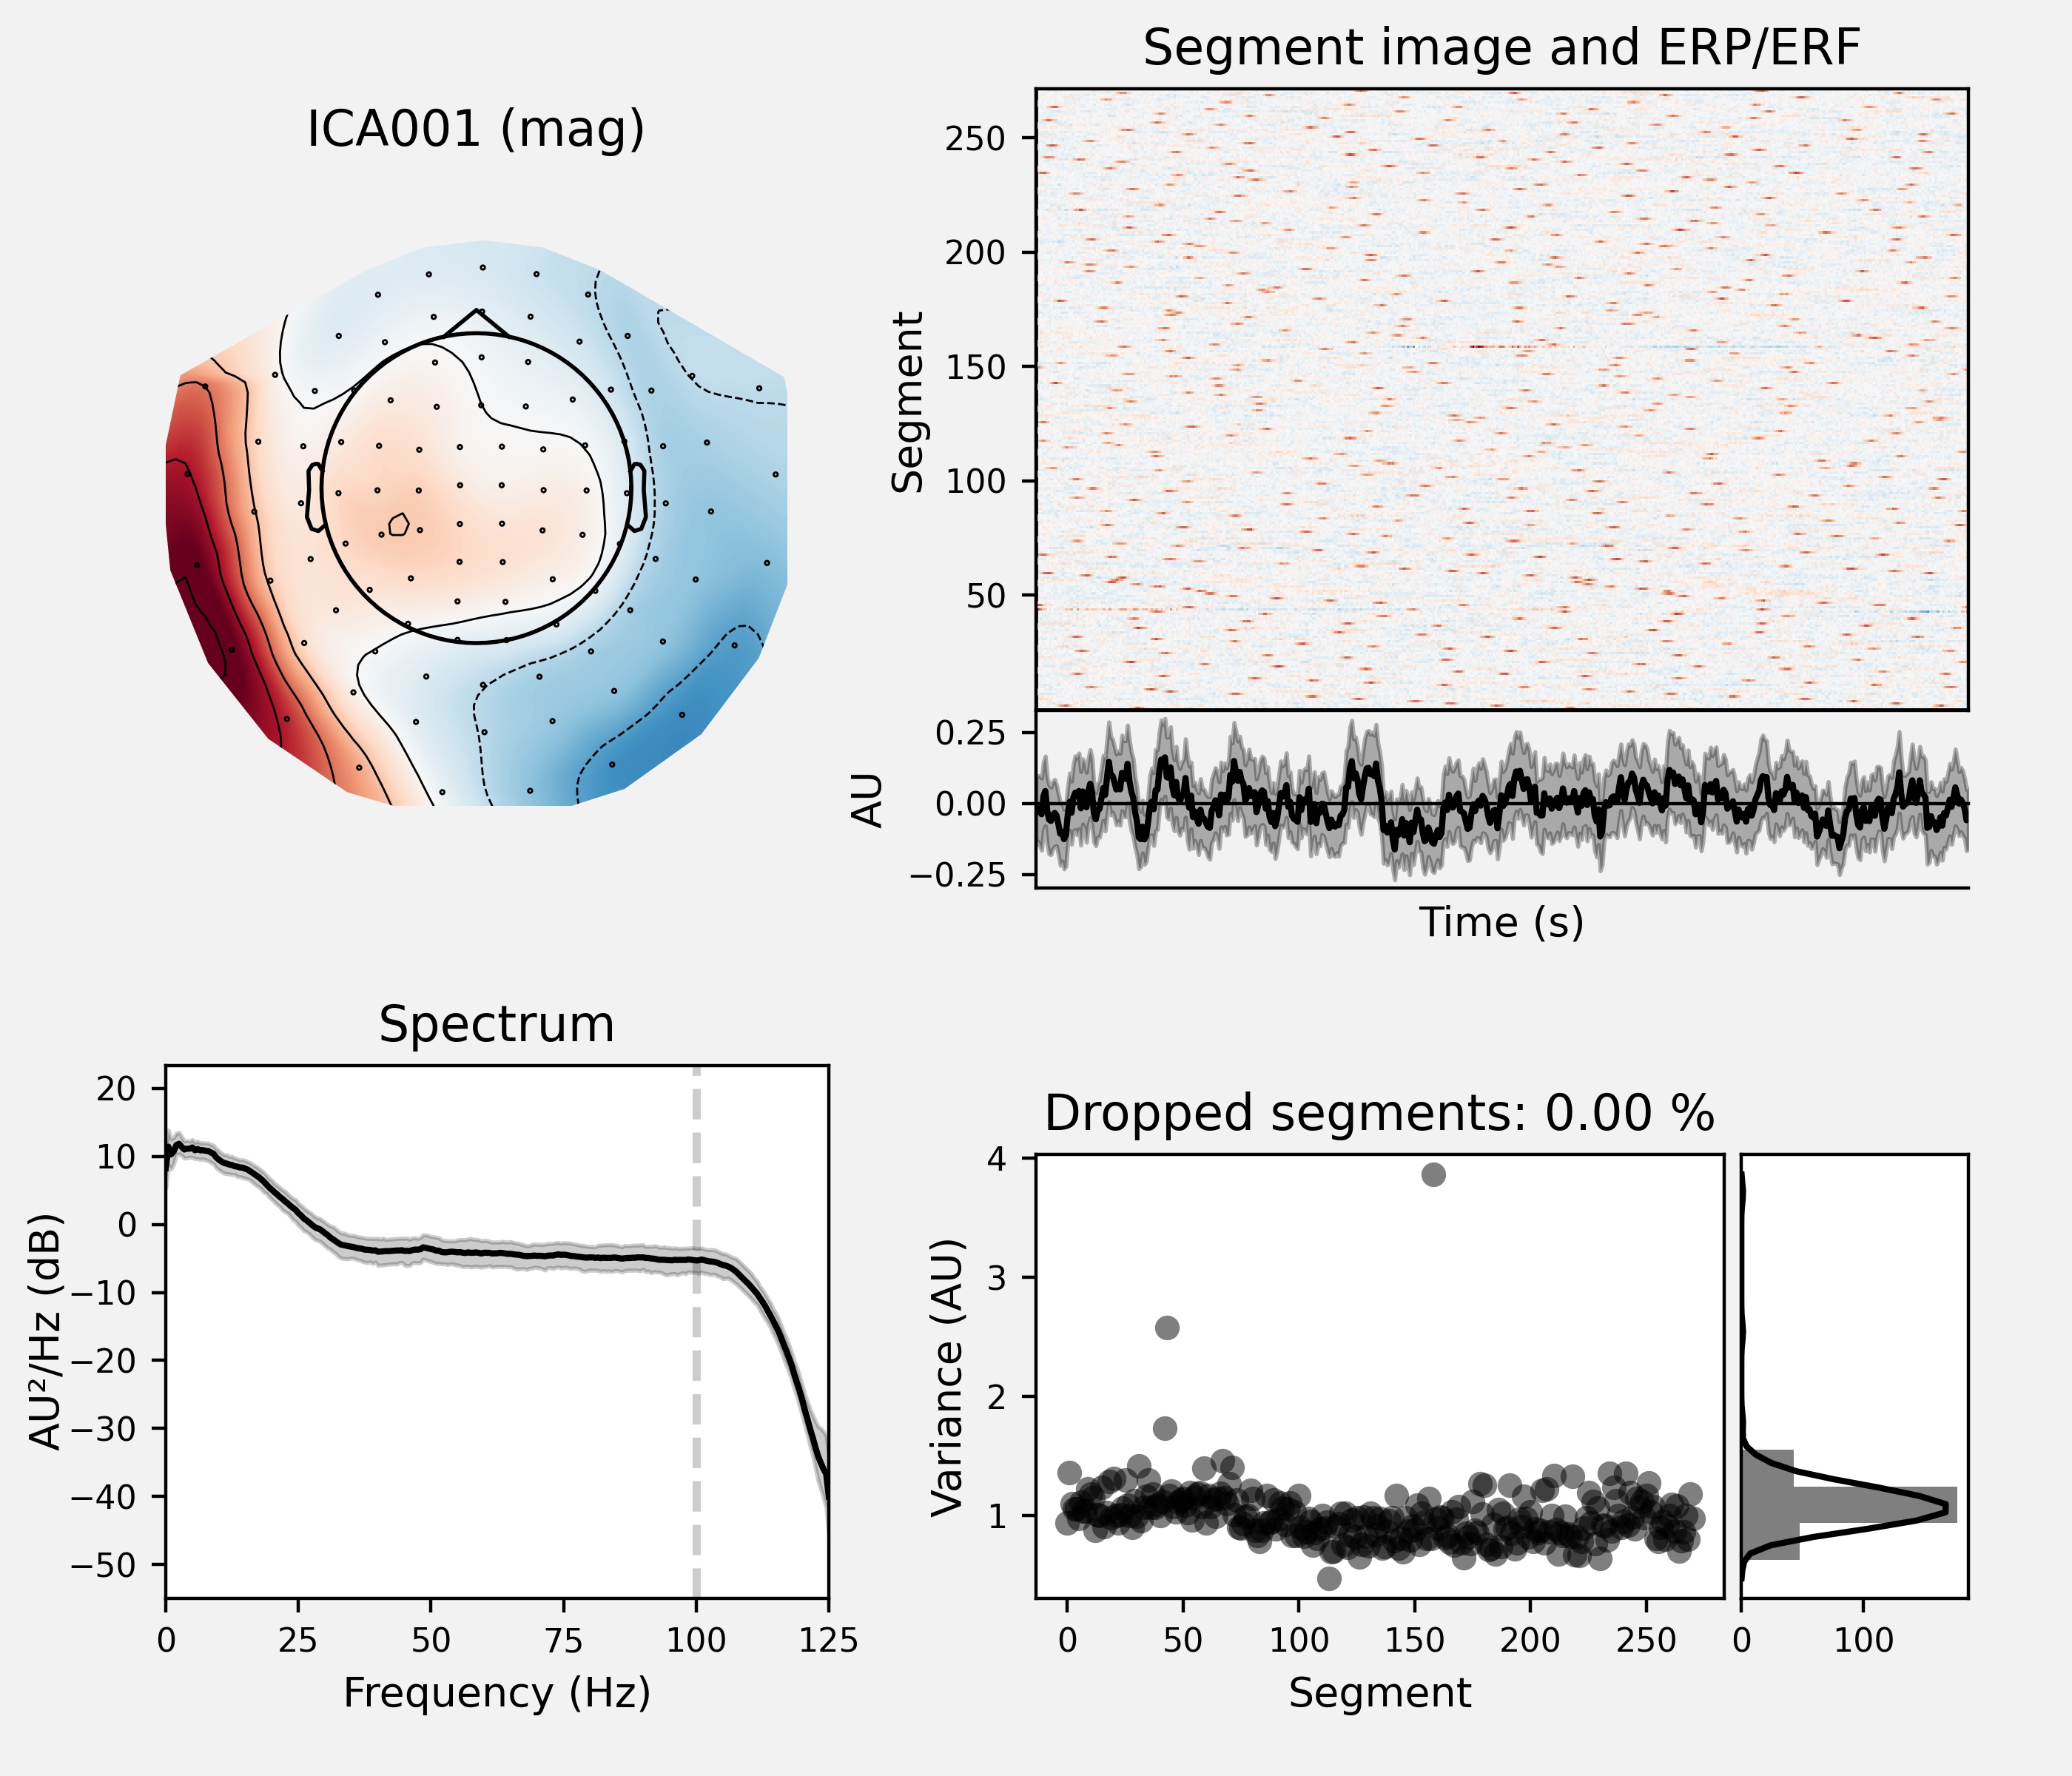 Segment image and ERP/ERF
ICA001 (mag)
Segment
250
200
150
100
50
AU
0.25
0.00
−0.25
Time (s)
Spectrum
AU²/Hz (dB)
20
10
0
−10
−20
−30
−40
−50
0 25 50 75 100 125
Frequency (Hz)
Dropped segments: 0.00 %
Variance (AU)
4
3
2
1
0 50 100 150 200 250
0 100
Segment